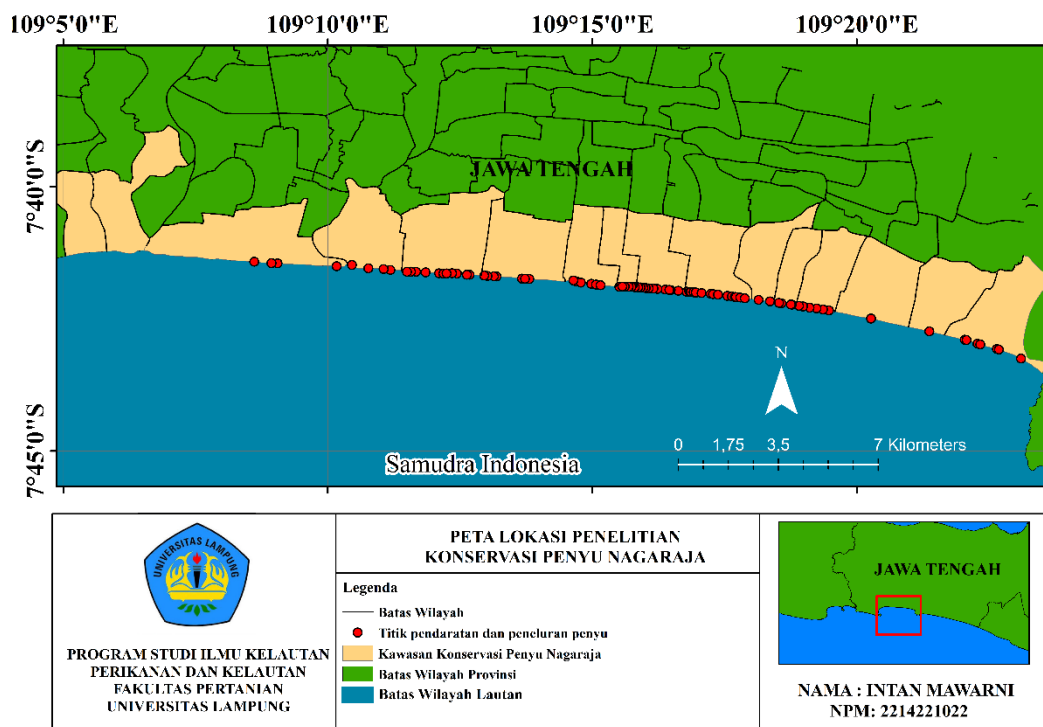 109°5'0"E 109°10'0"E 109°15'0"E 109°20'0"E
7°40'0"S
7°45'0"S
JAWA TENGAH
N
0 1,75 3,5 7 Kilometers
Samudra Indonesia
UNIVERSITAS LAMPUNG
PROGRAM STUDI ILMU KELAUTAN
PERIKANAN DAN KELAUTAN
FAKULTAS PERTANIAN
UNIVERSITAS LAMPUNG
PETA LOKASI PENELITIAN
KONSERVASI PENYU NAGARAJA
Legenda
Batas Wilayah
Titik pendaratan dan peneluran penyu
Kawasan Konservasi Penyu Nagaraja
Batas Wilayah Provinsi
Batas Wilayah Lautan
JAWA TENGAH
NAMA : INTAN MAWARNI
NPM: 2214221022